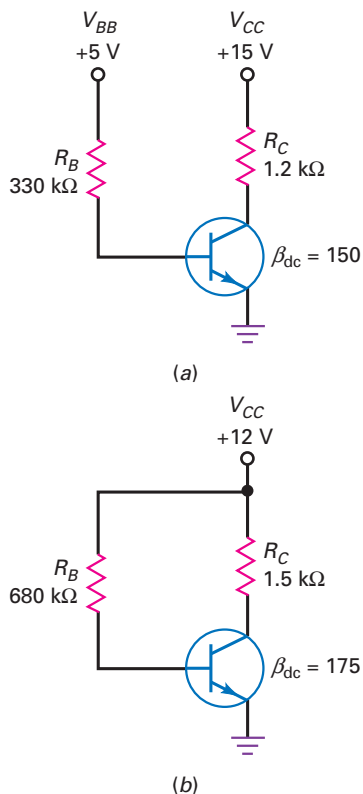 V_BB V_CC
+5 V +15 V
R_B R_C
330 kΩ 1.2 kΩ
β_dc = 150
(a)
V_CC
+12 V
R_B R_C
680 kΩ 1.5 kΩ
β_dc = 175
(b)